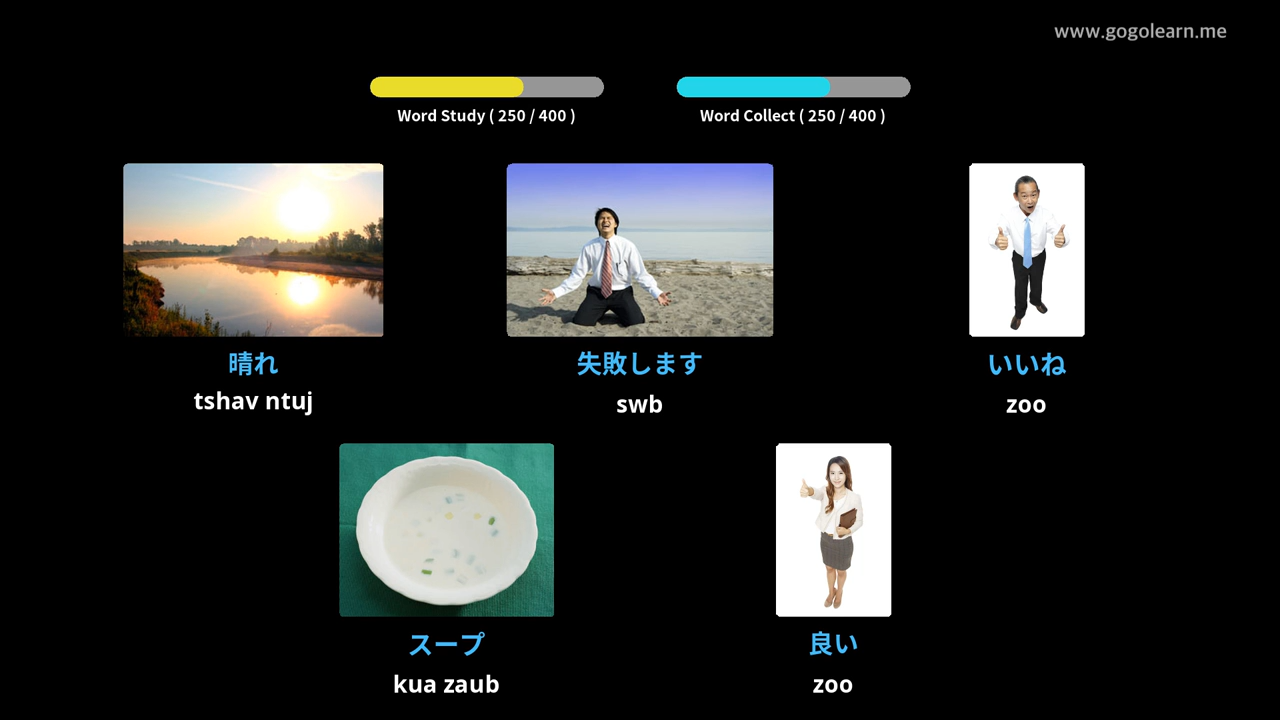 www.gogolearn.me
Word Study ( 250 / 400 )
Word Collect ( 250 / 400 )
晴れ
tshav ntuj
失敗します
swb
いいね
zoo
スープ
kua zaub
良い
zoo